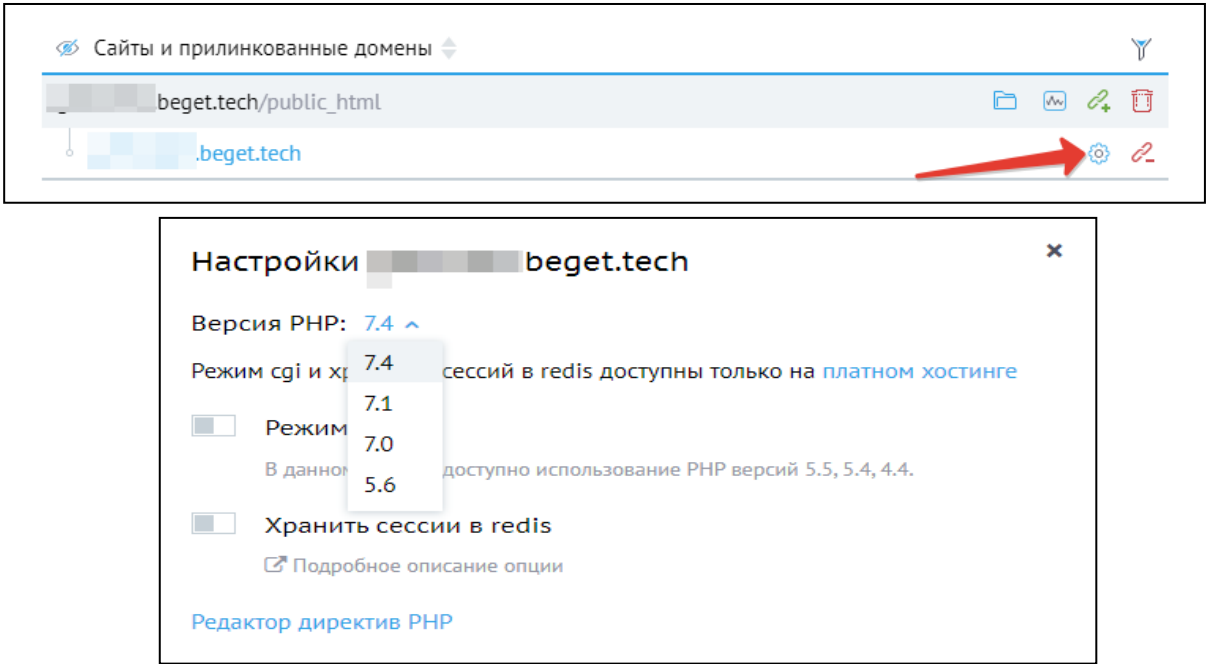 Сайты и прилинкованные домены
beget.tech/public_html
.beget.tech
Настройки beget.tech
Версия PHP: 7.4
7.4
Режим cgi и хр сессий в redis доступны только на платном хостинге
7.1
Режим
7.0
В данном доступно использование PHP версий 5.5, 5.4, 4.4.
5.6
Хранить сессии в redis
Подробное описание опции
Редактор директив PHP